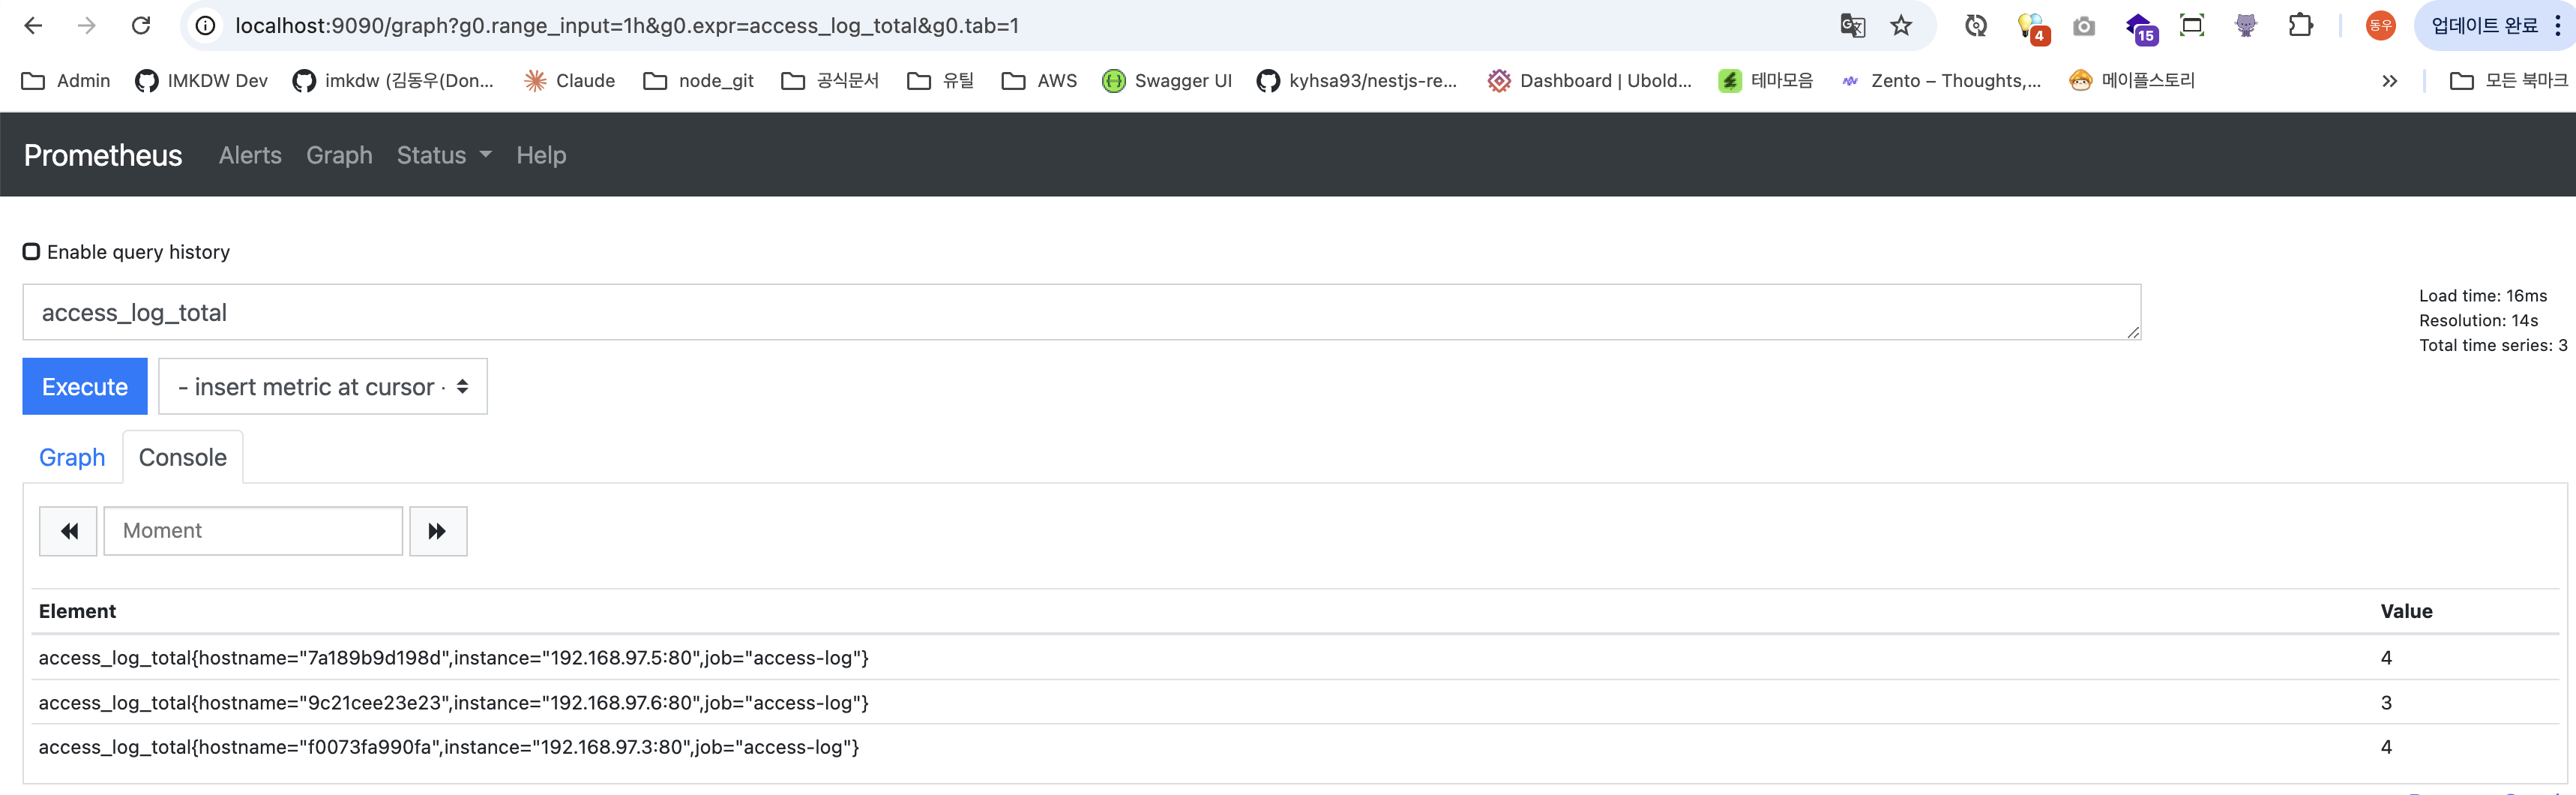 localhost:9090/graph?g0.range_input=1h&g0.expr=access_log_total&g0.tab=1
4
15
동우
업데이트 완료
Admin
IMKDW Dev
imkdw (김동우(Don...
Claude
node_git
공식문서
유틸
AWS
Swagger UI
kyhsa93/nestjs-re...
Dashboard | Ubold...
테마모음
Zento – Thoughts,...
메이플스토리
»
모든 북마크
Prometheus Alerts Graph Status Help
Enable query history
access_log_total
Load time: 16ms
Resolution: 14s
Total time series: 3
Execute
- insert metric at cursor -
Graph
Console
Moment
Element Value
access_log_total{hostname="7a189b9d198d",instance="192.168.97.5:80",job="access-log"} 4
access_log_total{hostname="9c21cee23e23",instance="192.168.97.6:80",job="access-log"} 3
access_log_total{hostname="f0073fa990fa",instance="192.168.97.3:80",job="access-log"} 4